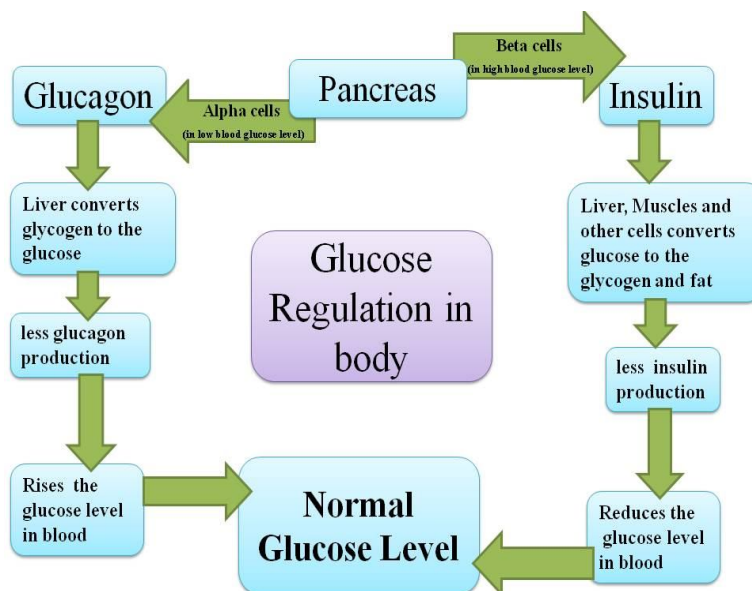 Beta cells
(in high blood glucose level)
Pancreas
Glucagon
Alpha cells
(in low blood glucose level)
Insulin
Liver converts
glycogen to the
glucose
Liver, Muscles and
other cells converts
glucose to the
glycogen and fat
Glucose
Regulation in
body
less glucagon
production
less insulin
production
Rises the
glucose level
in blood
Normal
Glucose Level
Reduces the
glucose level
in blood